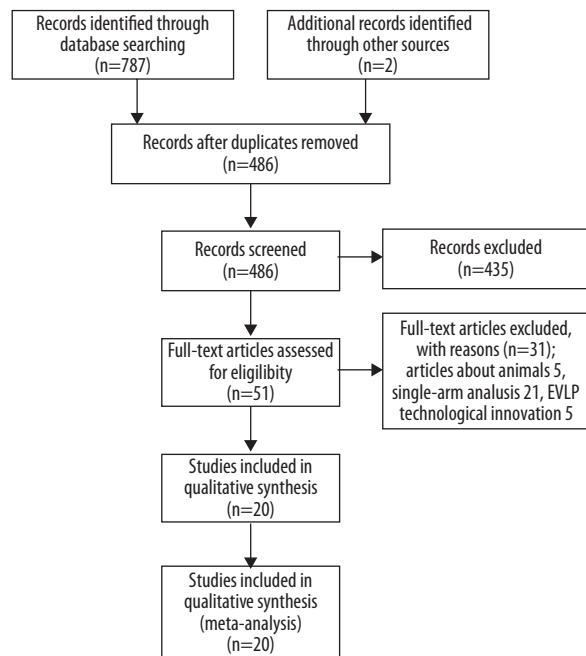 Records identified through
database searching
(n=787)
Additional records identified
through other sources
(n=2)
Records after duplicates removed
(n=486)
Records screened
(n=486)
Records excluded
(n=435)
Full-text articles assessed
for eligilibity
(n=51)
Full-text articles excluded,
with reasons (n=31);
articles about animals 5,
single-arm analusis 21, EVLP
technological innovation 5
Studies included in
qualitative synthesis
(n=20)
Studies included in
qualitative synthesis
(meta-analysis)
(n=20)